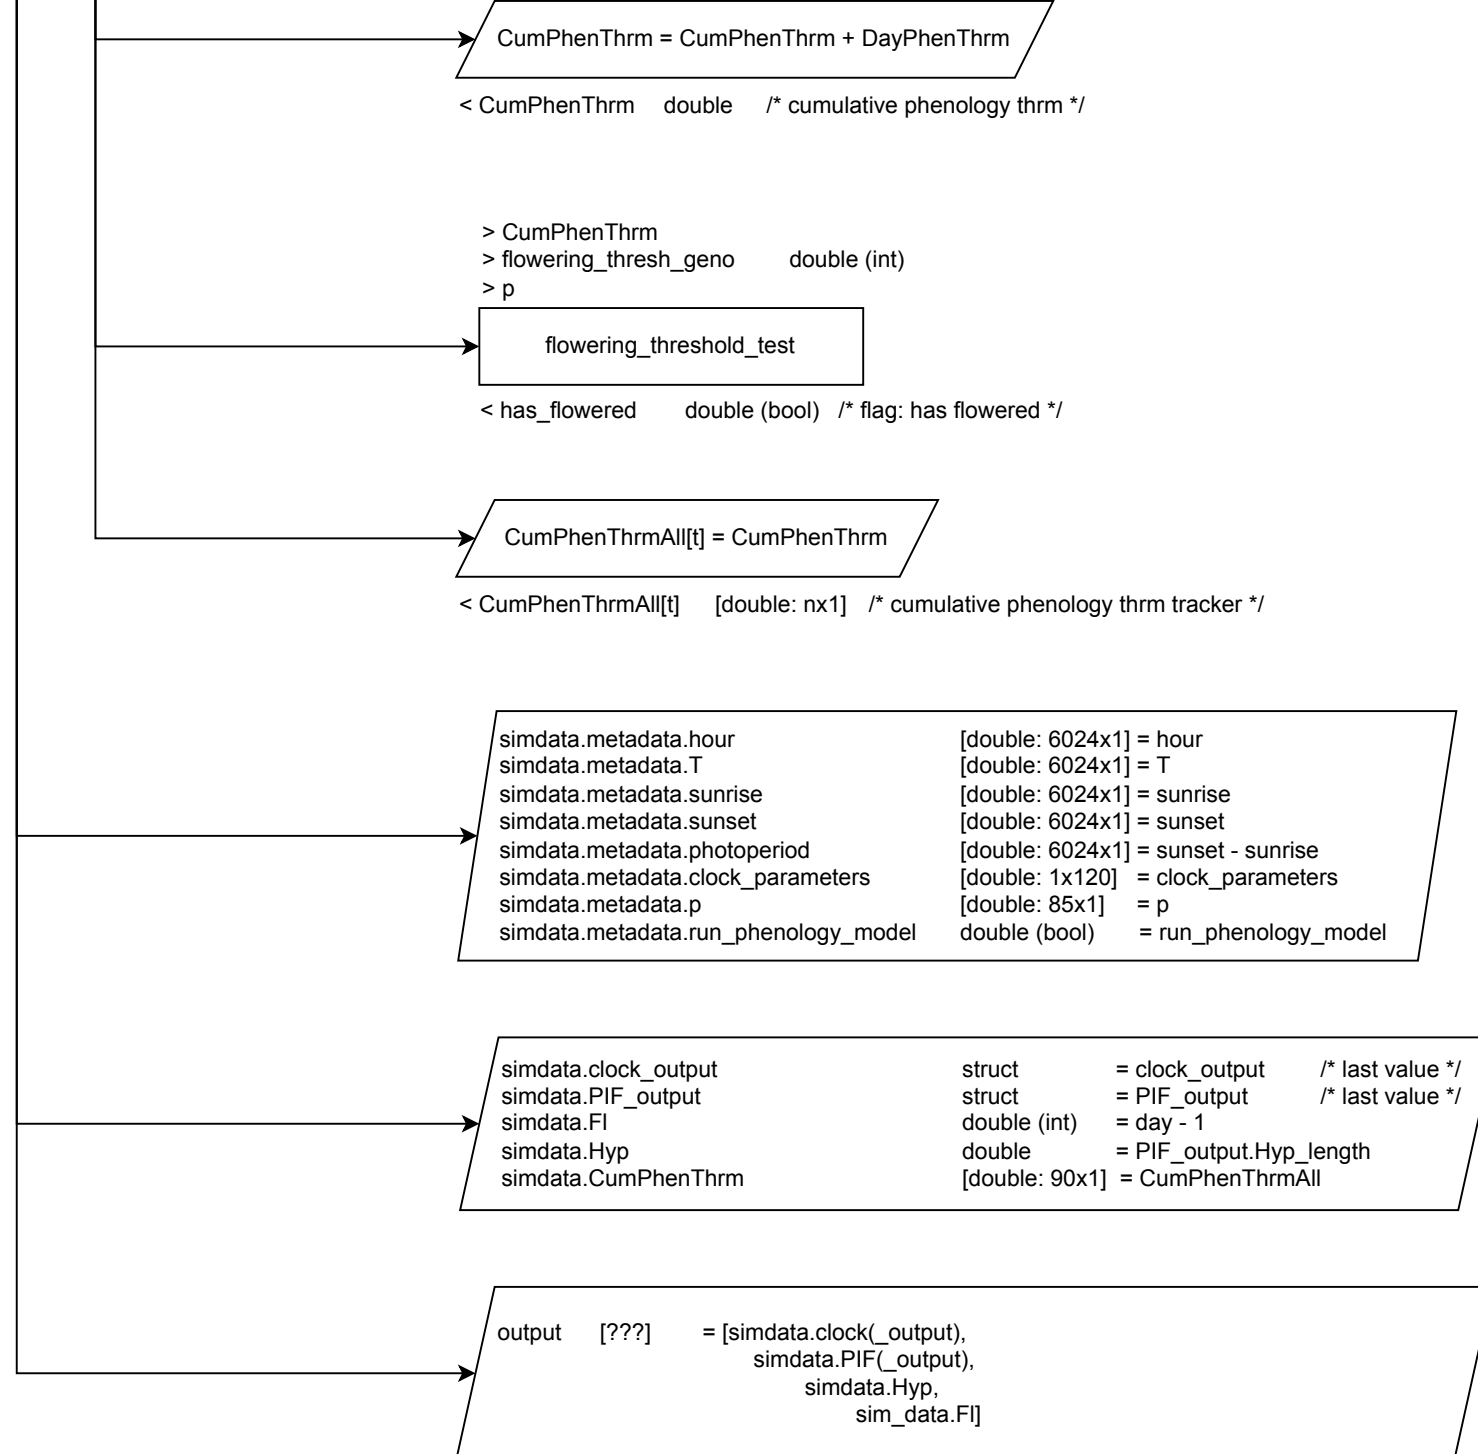 CumPhenThrm = CumPhenThrm + DayPhenThrm
< CumPhenThrm double /* cumulative phenology thrm */
> CumPhenThrm
> flowering_thresh_geno double (int)
> p
flowering_threshold_test
< has_flowered double (bool) /* flag: has flowered */
CumPhenThrmAll[t] = CumPhenThrm
< CumPhenThrmAll[t] [double: nx1] /* cumulative phenology thrm tracker */
simdata.metadata.hour [double: 6024x1] = hour
simdata.metadata.T [double: 6024x1] = T
simdata.metadata.sunrise [double: 6024x1] = sunrise
simdata.metadata.sunset [double: 6024x1] = sunset
simdata.metadata.photoperiod [double: 6024x1] = sunset - sunrise
simdata.metadata.clock_parameters [double: 1x120] = clock_parameters
simdata.metadata.p [double: 85x1] = p
simdata.metadata.run_phenology_model double (bool) = run_phenology_model
simdata.clock_output struct = clock_output /* last value */
simdata.PIF_output struct = PIF_output /* last value */
simdata.Fl double (int) = day - 1
simdata.Hyp double = PIF_output.Hyp_length
simdata.CumPhenThrm [double: 90x1] = CumPhenThrmAll
output [???] = [simdata.clock(_output),
simdata.PIF(_output),
simdata.Hyp,
sim_data.Fl]